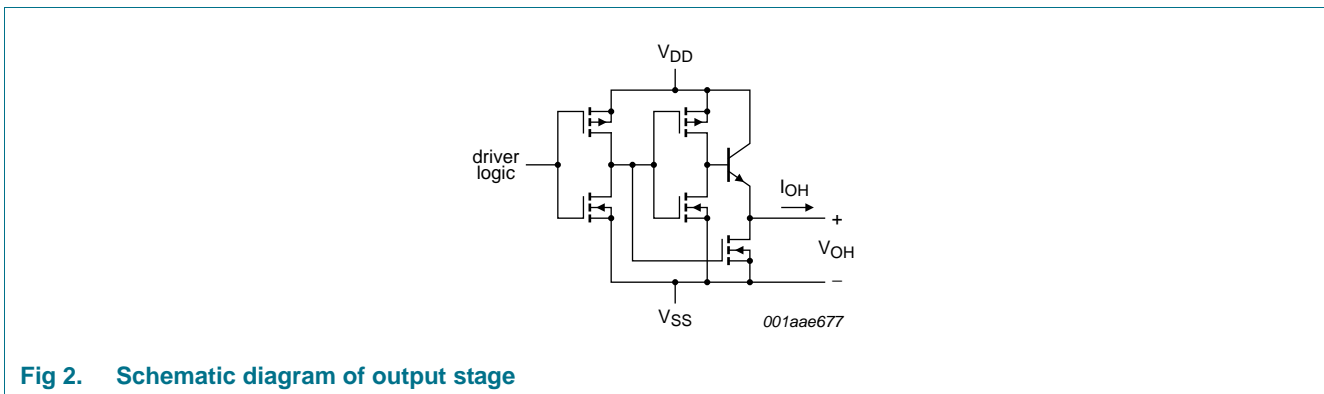 VDD
driver
logic
IOH
+
VOH
−
VSS
001aae677
Fig 2. Schematic diagram of output stage